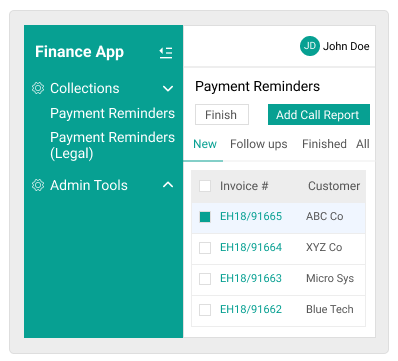 Finance App
JD John Doe
Collections
Payment Reminders
Payment Reminders
(Legal)
Admin Tools
Payment Reminders
Finish Add Call Report
New Follow ups Finished All
Invoice # Customer
EH18/91665 ABC Co
EH18/91664 XYZ Co
EH18/91663 Micro Sys
EH18/91662 Blue Tech